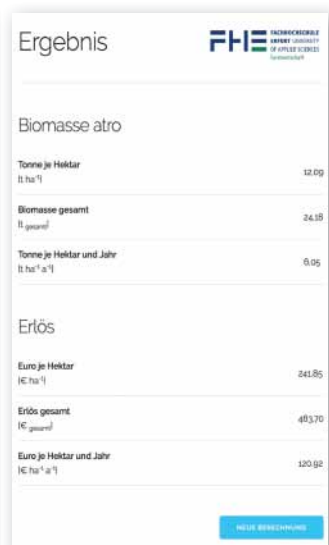 Ergebnis
FHE FACHHOCHSCHULE
ERFURT UNIVERSITY
OF APPLIED SCIENCES
Forstwirtschaft
Biomasse atro
Tonne je Hektar
[t ha⁻¹]
12,09
Biomasse gesamt
[t gesamt]
24,18
Tonne je Hektar und Jahr
[t ha⁻¹ a⁻¹]
6,05
Erlös
Euro je Hektar
[€ ha⁻¹]
241,85
Erlös gesamt
[€ gesamt]
483,70
Euro je Hektar und Jahr
[€ ha⁻¹ a⁻¹]
120,92
NEUE BERECHNUNG